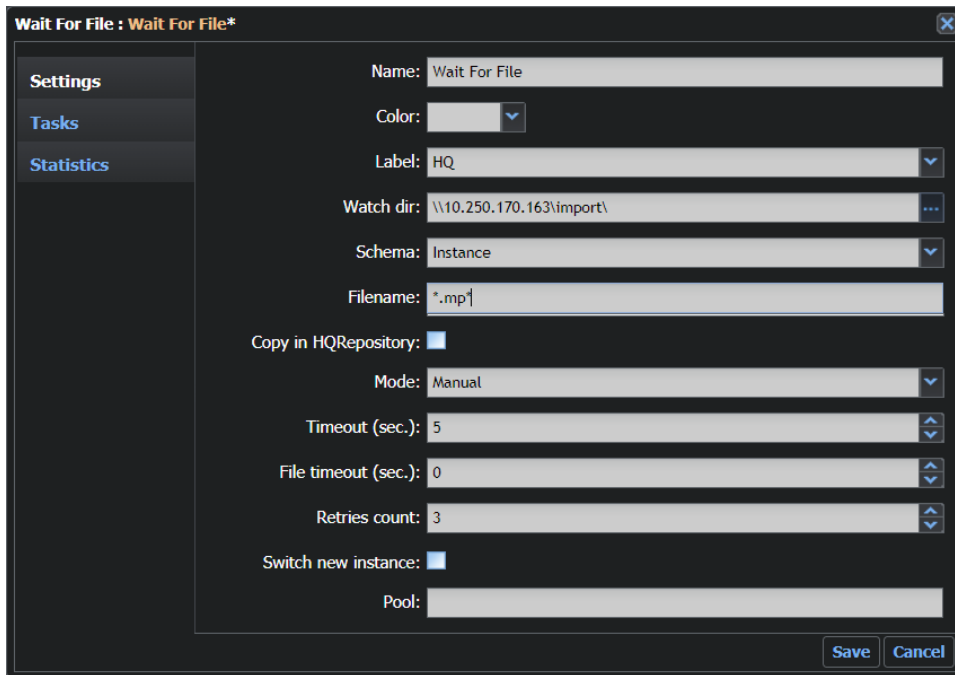 Wait For File : Wait For File*
Settings
Tasks
Statistics
Name: Wait For File
Color:
Label: HQ
Watch dir: \\10.250.170.163\import\ ...
Schema: Instance
Filename: *.mp*
Copy in HQRepository:
Mode: Manual
Timeout (sec.): 5
File timeout (sec.): 0
Retries count: 3
Switch new instance:
Pool:
Save Cancel